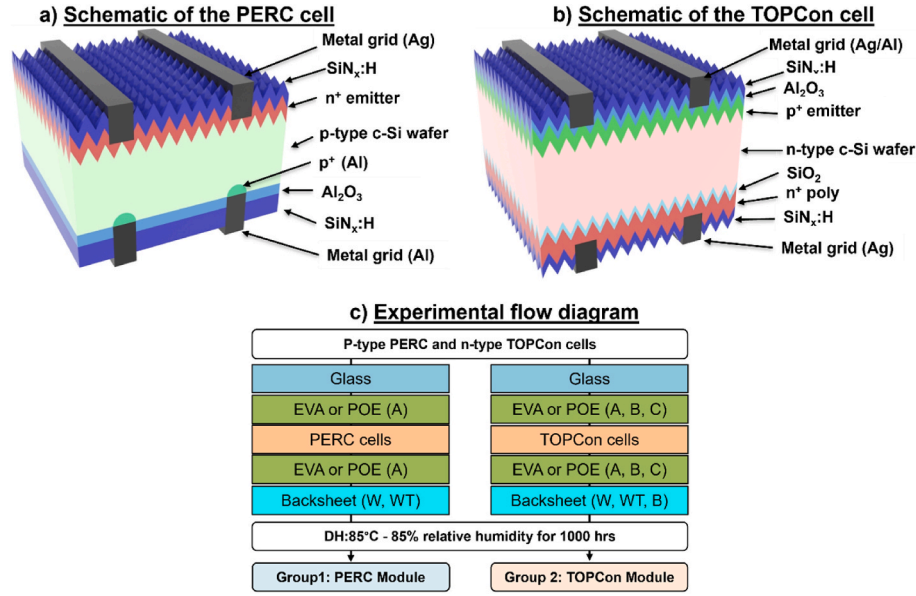 a) Schematic of the PERC cell
Metal grid (Ag)
SiNx:H
n+ emitter
p-type c-Si wafer
p+ (Al)
Al2O3
SiNx:H
Metal grid (Al)
b) Schematic of the TOPCon cell
Metal grid (Ag/Al)
SiNx:H
Al2O3
p+ emitter
n-type c-Si wafer
SiO2
n+ poly
SiNx:H
Metal grid (Ag)
c) Experimental flow diagram
P-type PERC and n-type TOPCon cells
Glass
EVA or POE (A)
PERC cells
EVA or POE (A)
Backsheet (W, WT)
Glass
EVA or POE (A, B, C)
TOPCon cells
EVA or POE (A, B, C)
Backsheet (W, WT, B)
DH:85°C - 85% relative humidity for 1000 hrs
Group1: PERC Module
Group 2: TOPCon Module